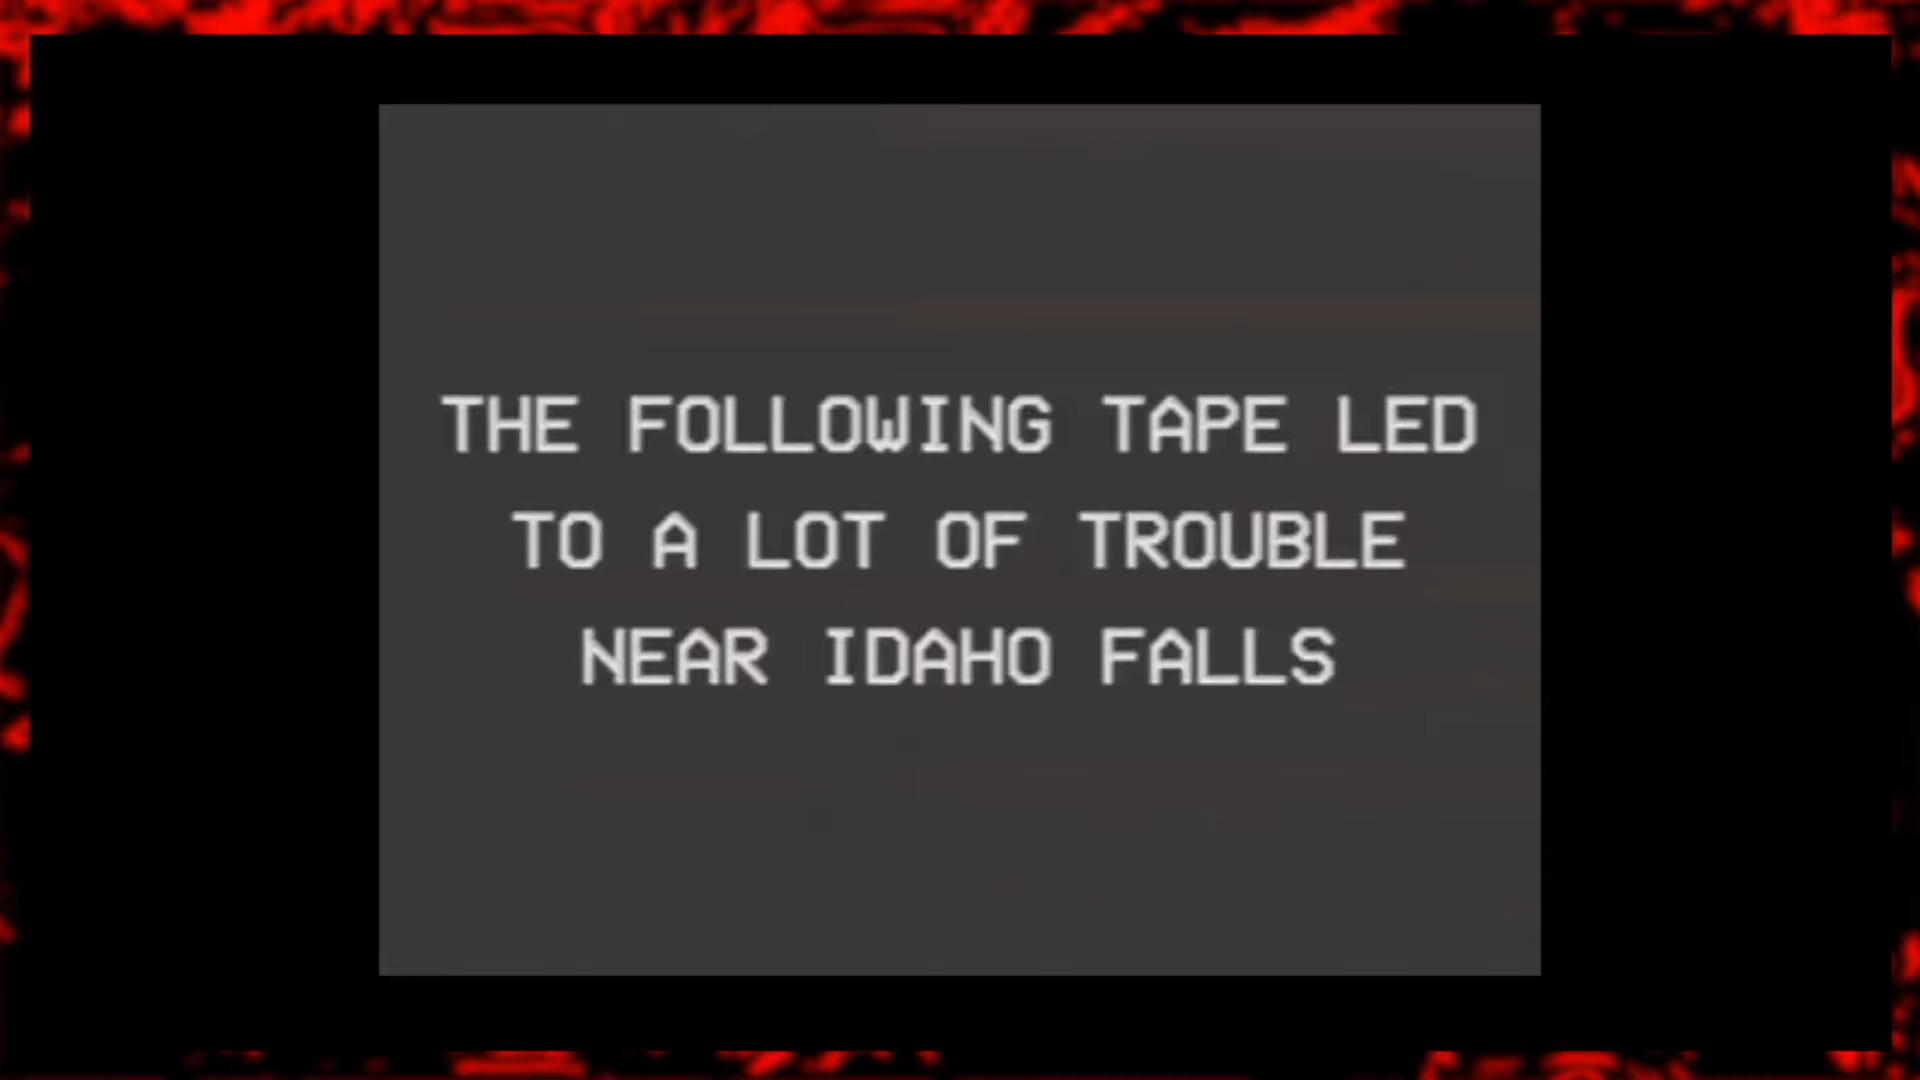 THE FOLLOWING TAPE LED
TO A LOT OF TROUBLE
NEAR IDAHO FALLS